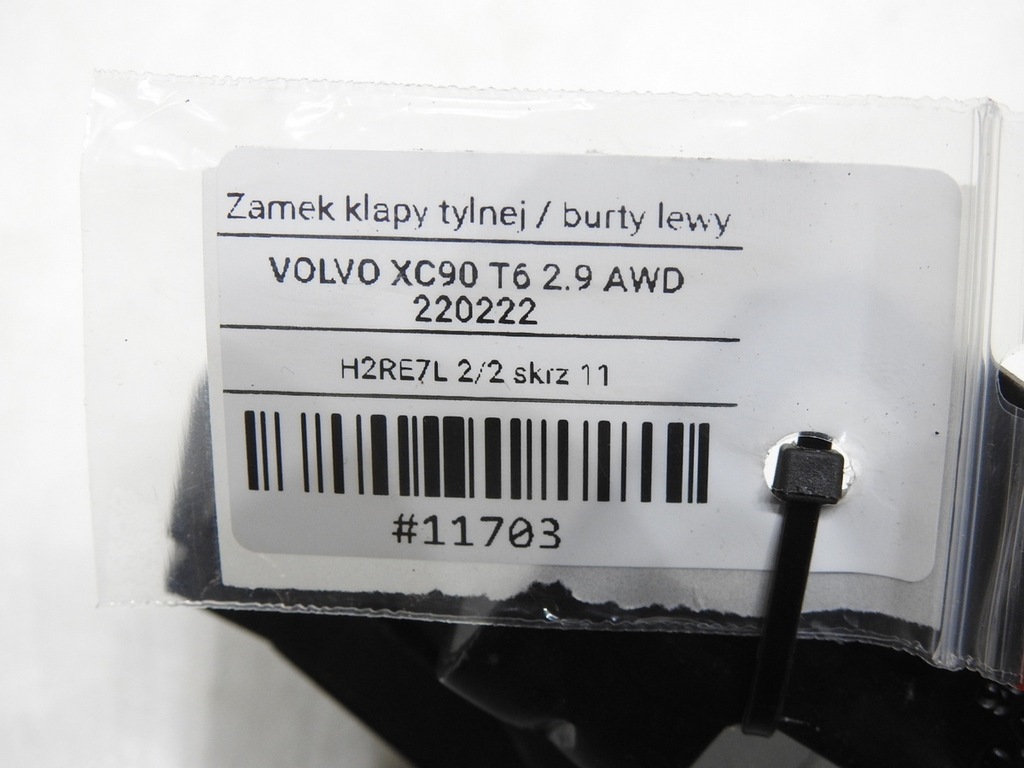 Zamek klapy tylnej / burty lewy
VOLVO XC90 T6 2.9 AWD
220222
H2RE7L 2/2 skrz 11
#11703